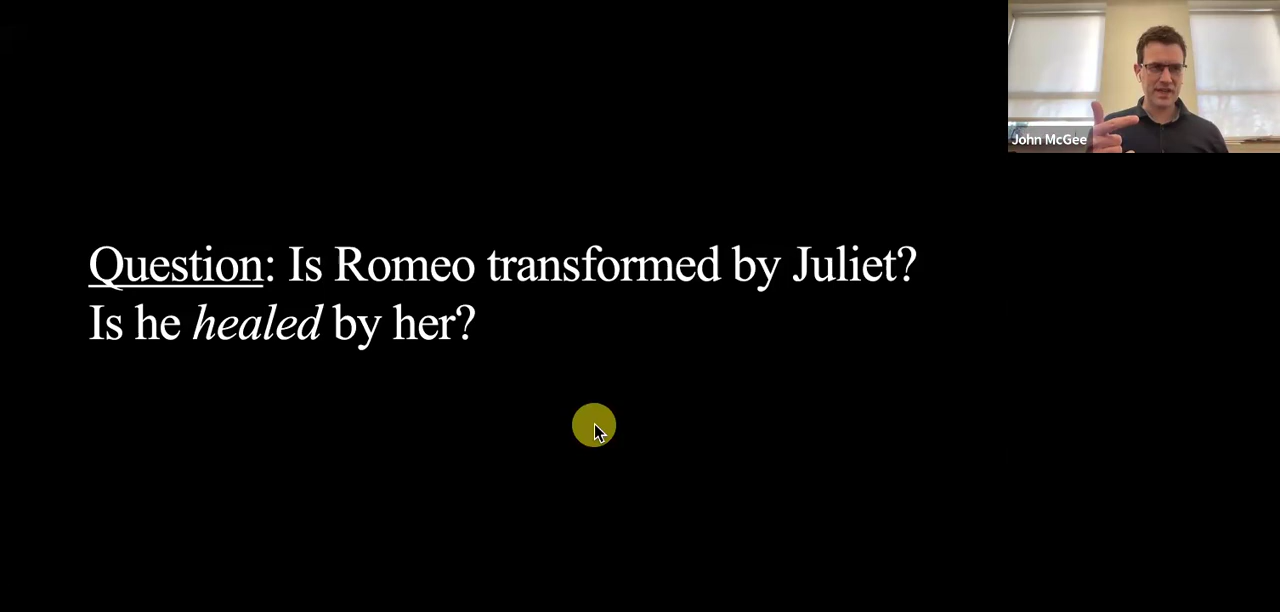 John McGee
Question: Is Romeo transformed by Juliet?
Is he healed by her?